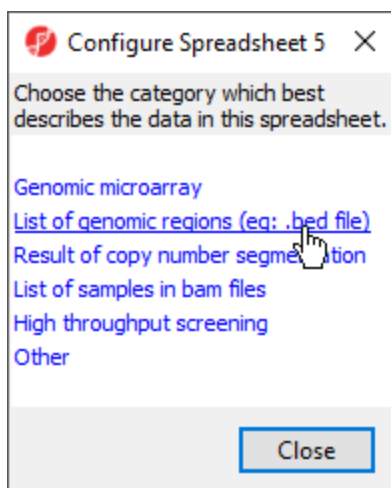 Configure Spreadsheet 5
Choose the category which best
describes the data in this spreadsheet.
Genomic microarray
List of genomic regions (eg: .bed file)
Result of copy number segmentation
List of samples in bam files
High throughput screening
Other
Close